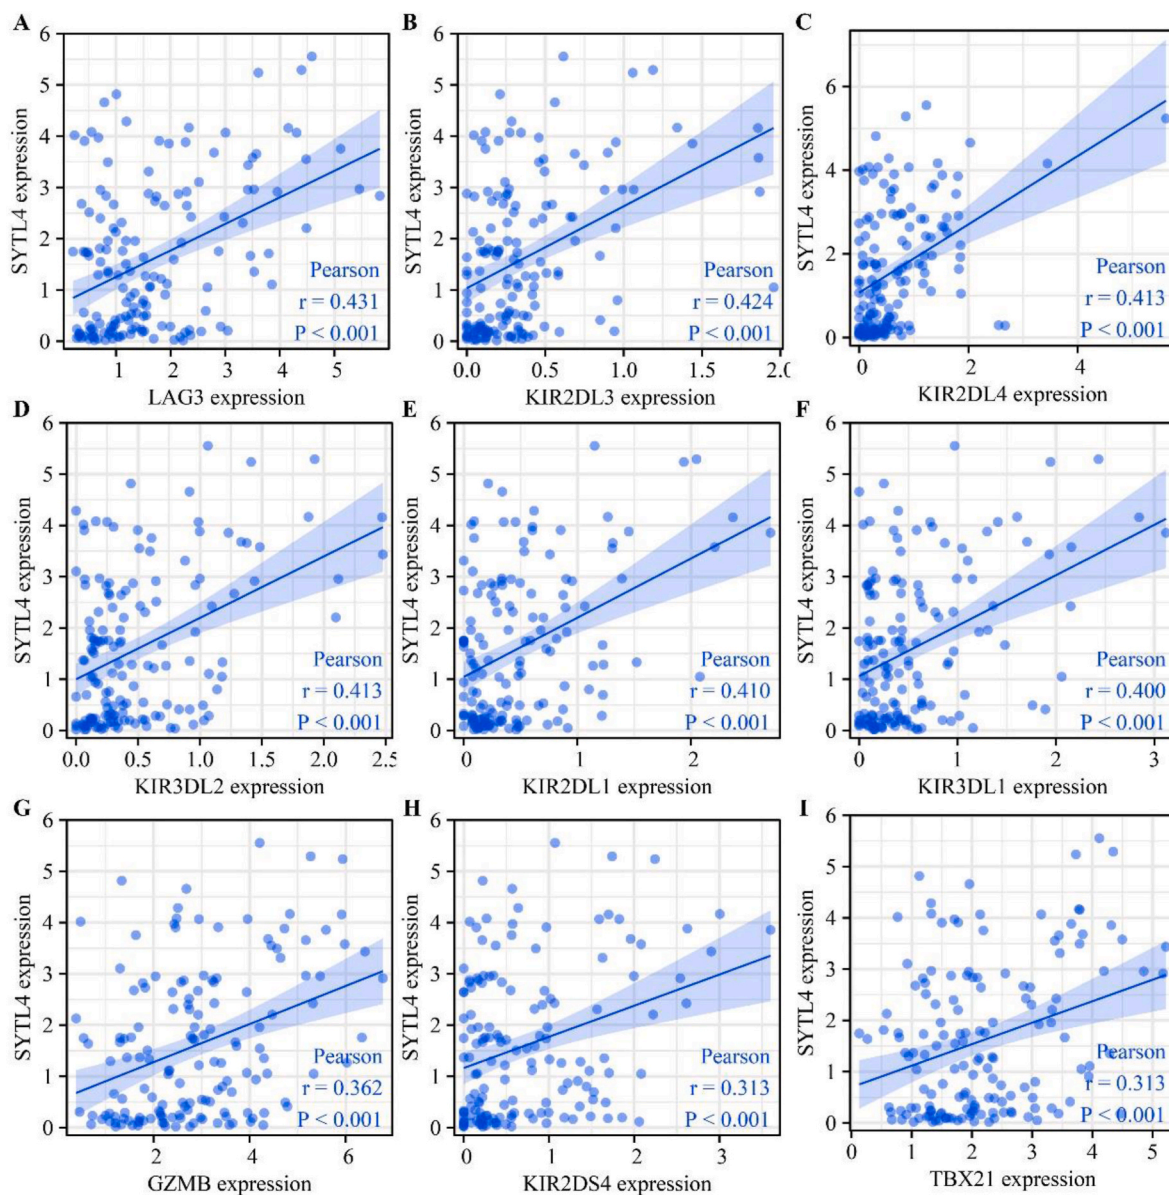 A
SYTL4 expression
6
5
4
3
2
1
0
Pearson
r = 0.431
P < 0.001
1 2 3 4 5
LAG3 expression
B
SYTL4 expression
6
5
4
3
2
1
0
Pearson
r = 0.424
P < 0.001
0.0 0.5 1.0 1.5
KIR2DL3 expression
C
SYTL4 expression
6
4
2
0
Pearson
r = 0.413
P < 0.001
0 2 4
KIR2DL4 expression
D
SYTL4 expression
6
5
4
3
2
1
0
Pearson
r = 0.413
P < 0.001
0.0 0.5 1.0 1.5 2.0 2.5
KIR3DL2 expression
E
SYTL4 expression
6
5
4
3
2
1
0
Pearson
r = 0.410
P < 0.001
0 1 2
KIR2DL1 expression
F
SYTL4 expression
6
5
4
3
2
1
0
Pearson
r = 0.400
P < 0.001
0 1 2 3
KIR3DL1 expression
G
SYTL4 expression
6
5
4
3
2
1
0
Pearson
r = 0.362
P < 0.001
2 4 6
GZMB expression
H
SYTL4 expression
6
5
4
3
2
1
0
Pearson
r = 0.313
P < 0.001
0 1 2 3
KIR2DS4 expression
I
SYTL4 expression
6
5
4
3
2
1
0
Pearson
r = 0.313
P < 0.001
0 1 2 3 4 5
TBX21 expression